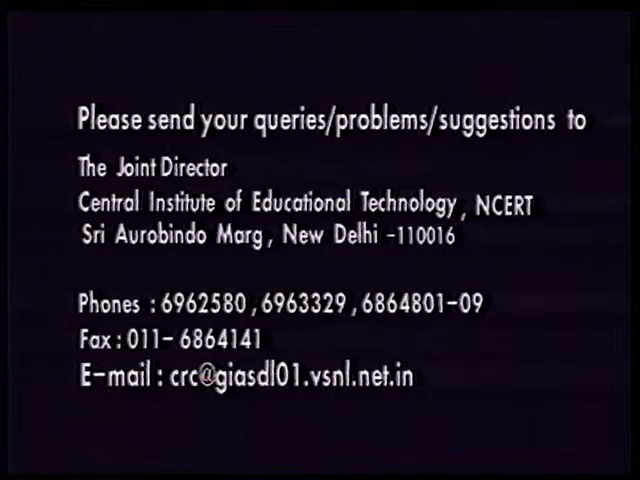 Please send your queries/problems/suggestions to
The Joint Director
Central Institute of Educational Technology, NCERT
Sri Aurobindo Marg, New Delhi -110016
Phones : 6962580, 6963329, 6864801-09
Fax : 011- 6864141
E-mail : crc@giasdl01.vsnl.net.in